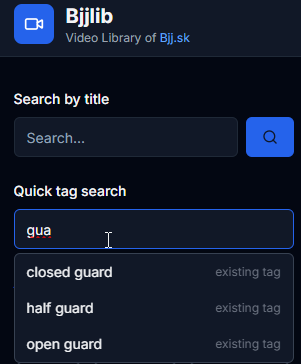 Bjjlib
Video Library of Bjj.sk
Search by title
Search...
Quick tag search
gua
closed guard existing tag
half guard existing tag
open guard existing tag